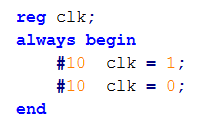 reg clk;
always begin
    #10  clk = 1;
    #10  clk = 0;
end